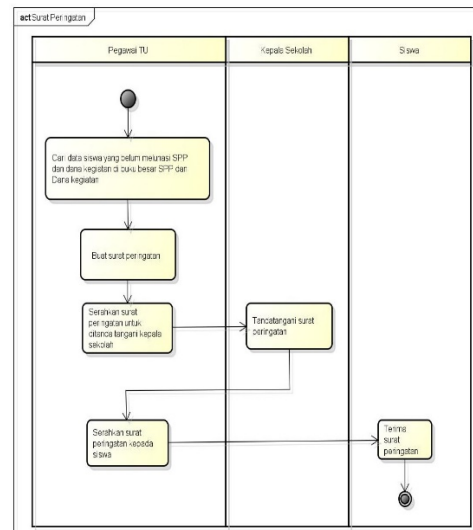 act Surat Peringatan
Pegawai TU
Kepala Sekolah
Siswa
Cari data siswa yang belum melunasi SPP
dan dana kegiatan di buku besar SPP dan
Dana kegiatan
Buat surat peringatan
Serahkan surat
peringatan untuk
ditanda tangani kepala
sekolah
Tandatangani surat
peringatan
Serahkan surat
peringatan kepada
siswa
Terima
surat
peringatan